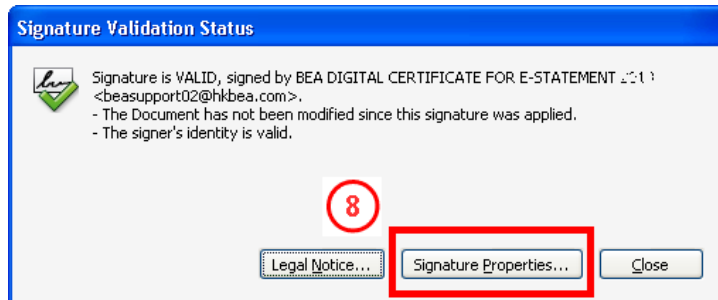 Signature Validation Status
Signature is VALID, signed by BEA DIGITAL CERTIFICATE FOR E-STATEMENT
<beasupport02@hkbea.com>.
- The Document has not been modified since this signature was applied.
- The signer's identity is valid.
8
Legal Notice... Signature Properties... Close